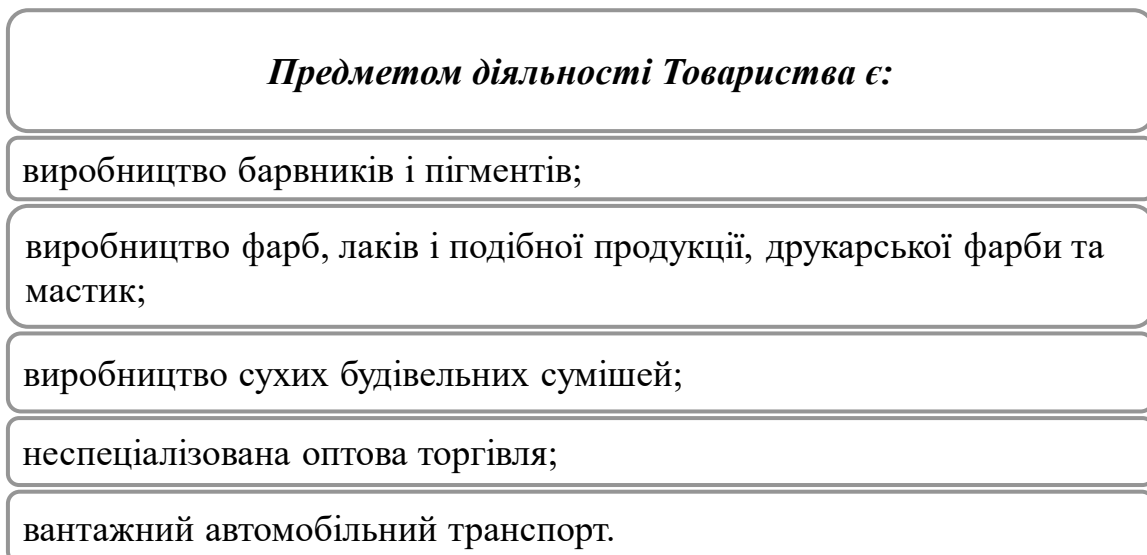 Предметом діяльності Товариства є:
виробництво барвників і пігментів;
виробництво фарб, лаків і подібної продукції, друкарської фарби та
мастик;
виробництво сухих будівельних сумішей;
неспеціалізована оптова торгівля;
вантажний автомобільний транспорт.